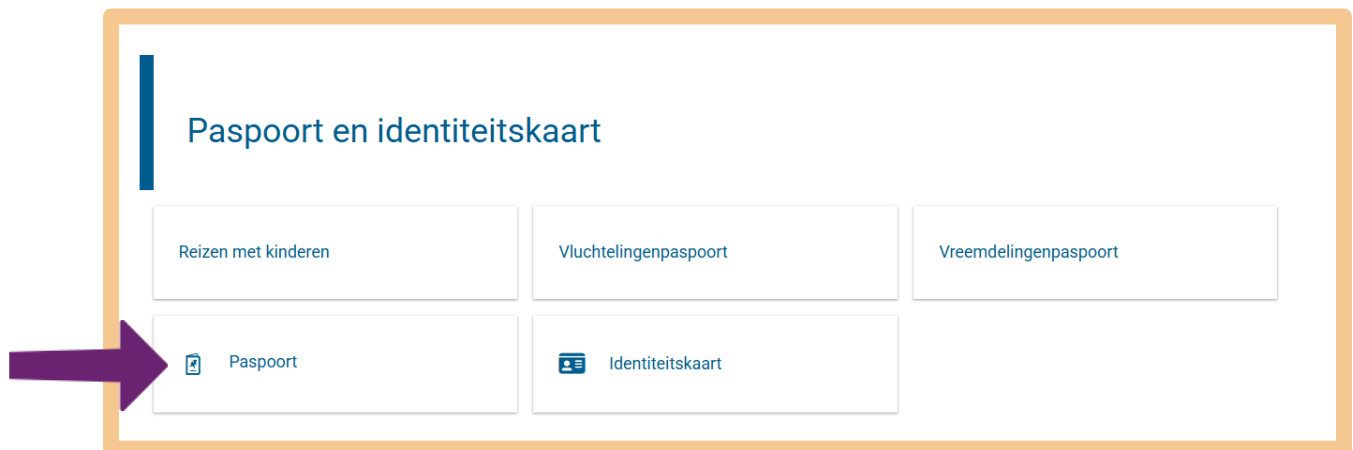 Paspoort en identiteitskaart
Reizen met kinderen
Vluchtelingenpaspoort
Vreemdelingenpaspoort
Paspoort
Identiteitskaart